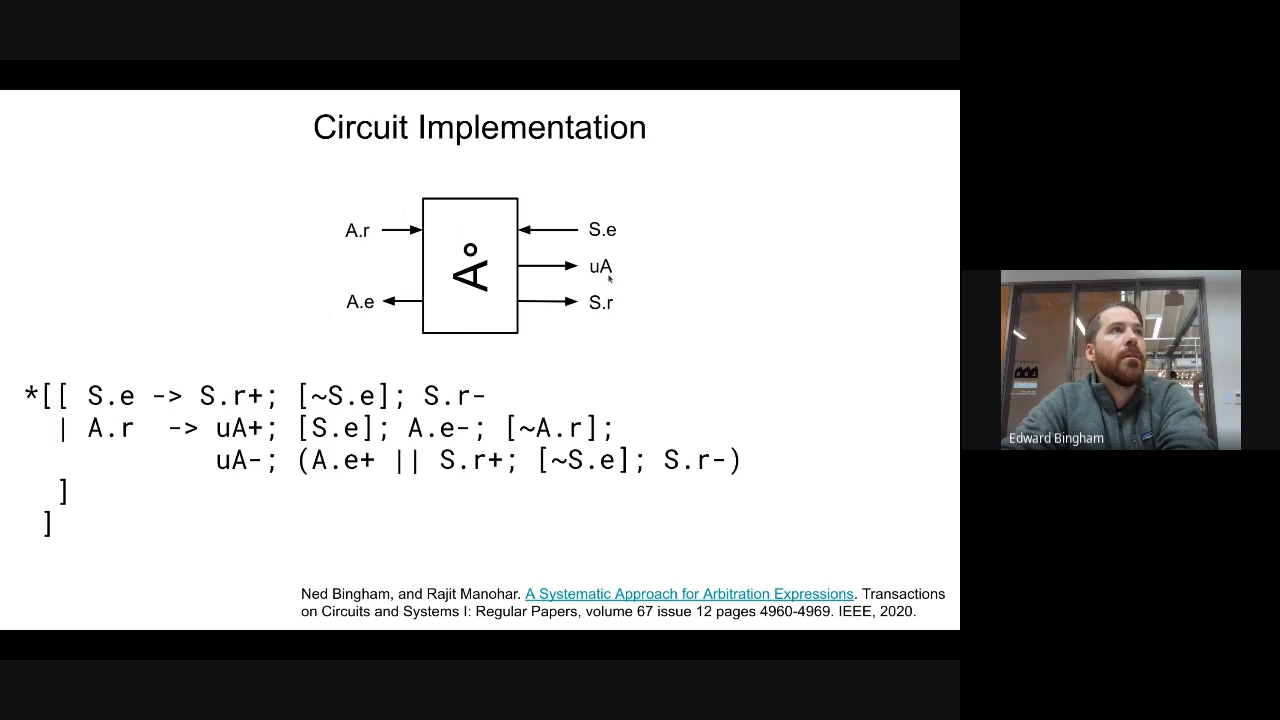 Circuit Implementation
A.r
S.e
A°
uA
A.e
S.r
*[[ S.e -> S.r+; [~S.e]; S.r-
| A.r -> uA+; [S.e]; A.e-; [~A.r];
uA-; (A.e+ || S.r+; [~S.e]; S.r-)
]
]
Ned Bingham, and Rajit Manohar. A Systematic Approach for Arbitration Expressions. Transactions
on Circuits and Systems I: Regular Papers, volume 67 issue 12 pages 4960-4969. IEEE, 2020.
Edward Bingham